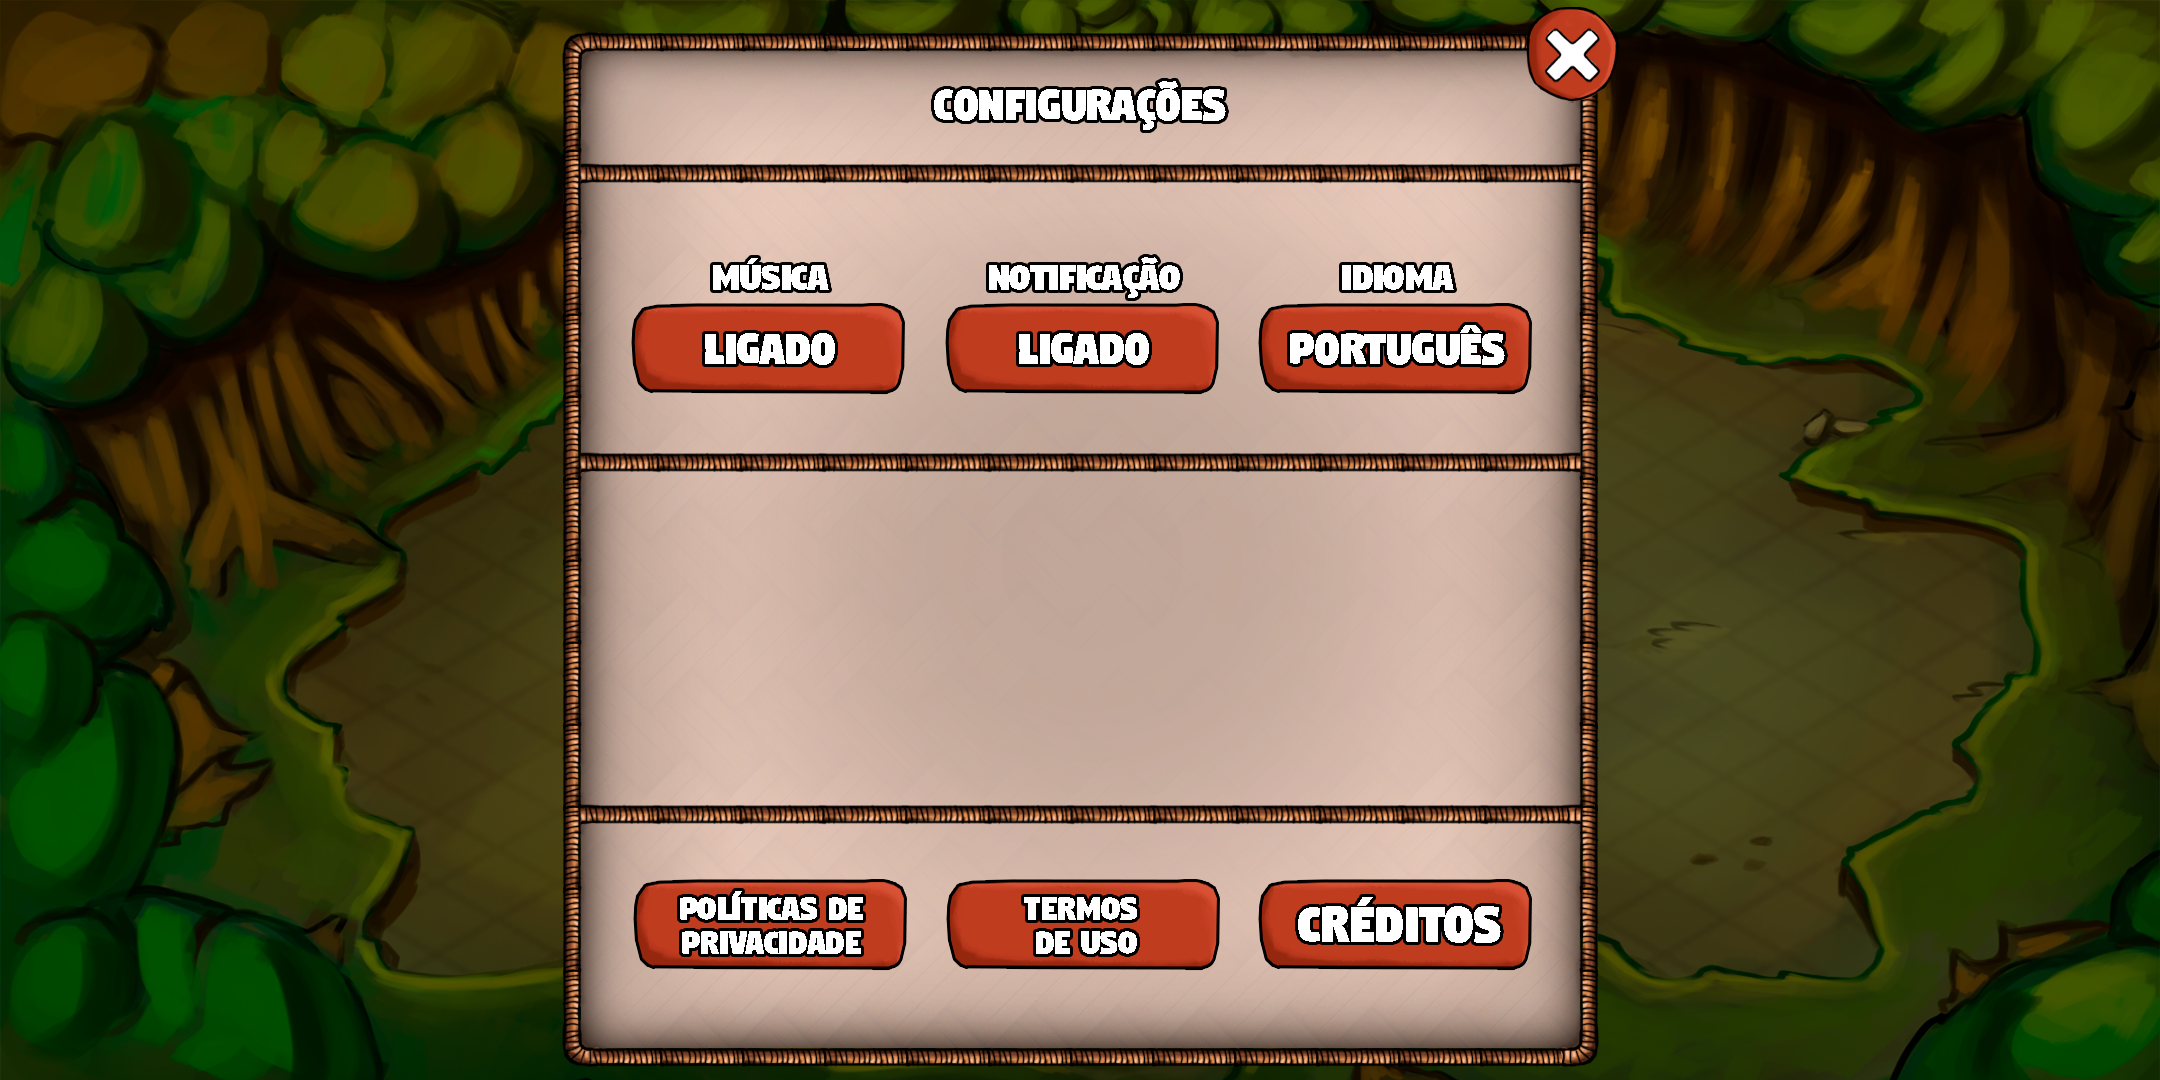 CONFIGURAÇÕES
MÚSICA
NOTIFICAÇÃO
IDIOMA
LIGADO
LIGADO
PORTUGUÊS
POLÍTICAS DE
PRIVACIDADE
TERMOS
DE USO
CRÉDITOS